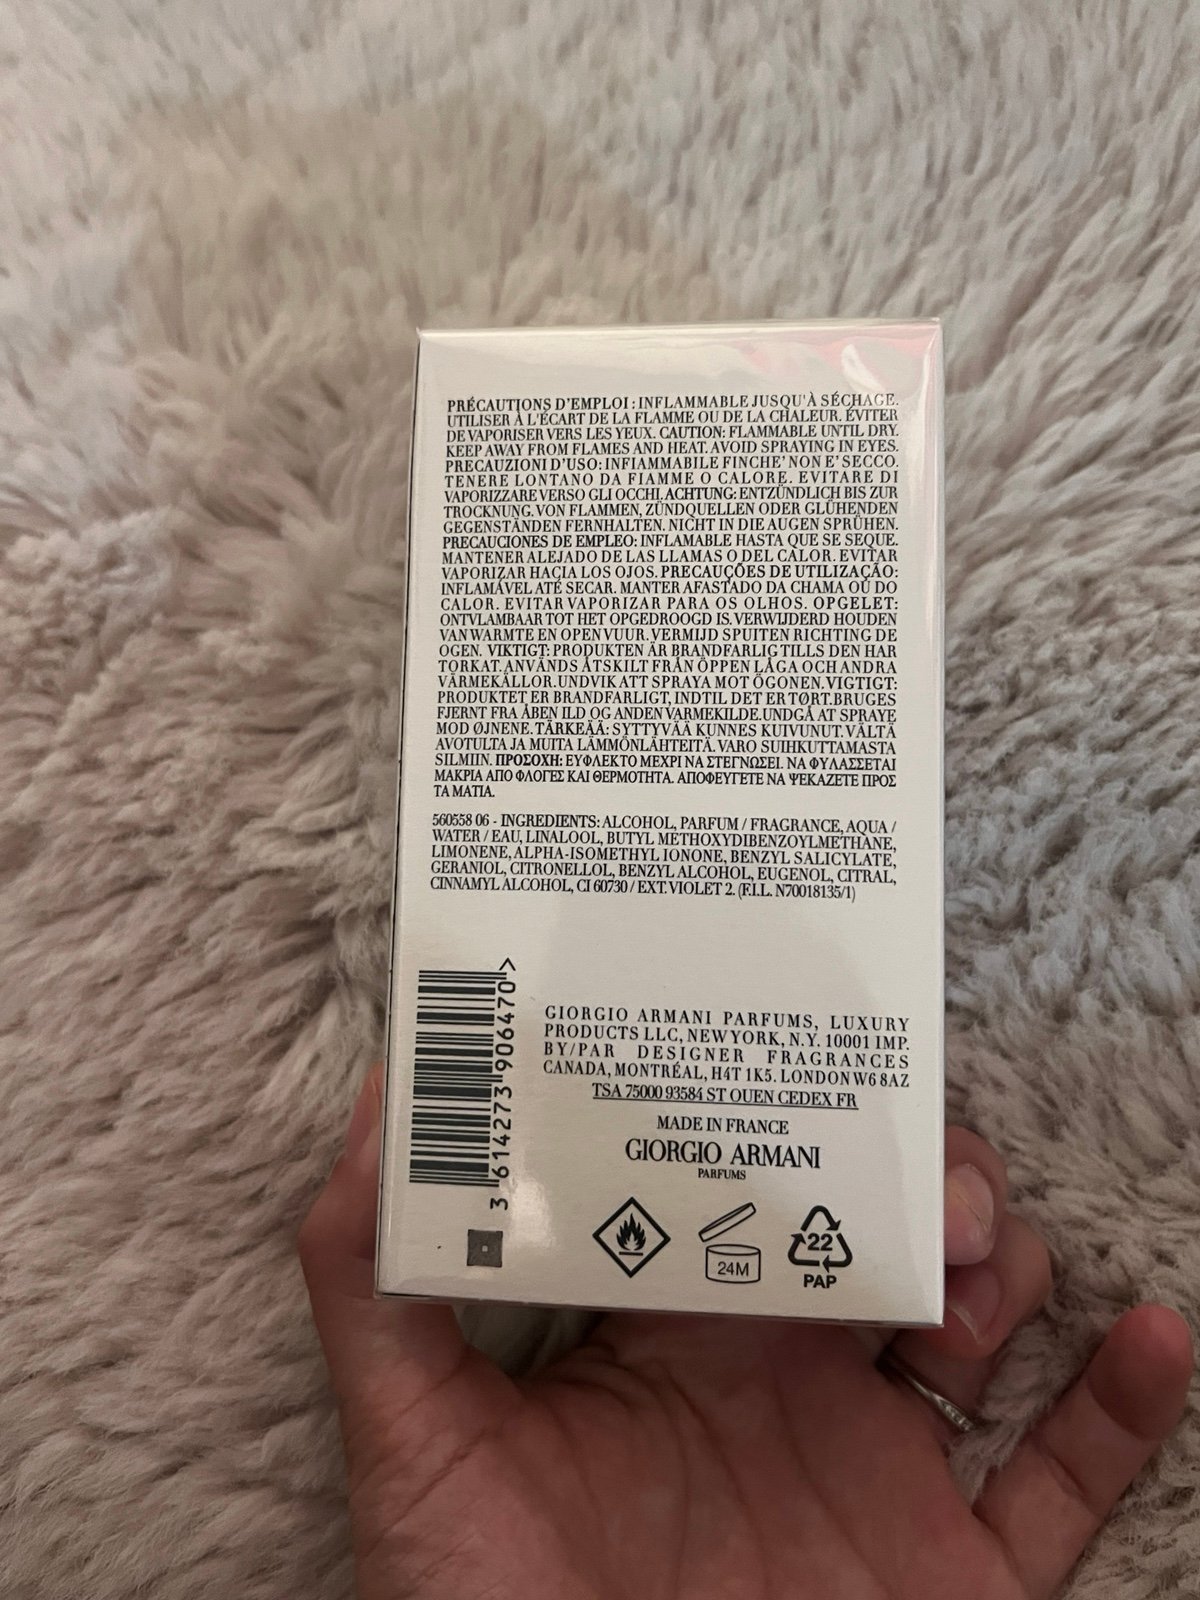 PRÉCAUTIONS D'EMPLOI : INFLAMMABLE JUSQU'À SÉCHAGE.
UTILISER À L'ÉCART DE LA FLAMME OU DE LA CHALEUR. ÉVITER
DE VAPORISER VERS LES YEUX. CAUTION: FLAMMABLE UNTIL DRY.
KEEP AWAY FROM FLAMES AND HEAT. AVOID SPRAYING IN EYES.
PRECAUZIONI D'USO: INFIAMMABILE FINCHE' NON E' SECCO.
TENERE LONTANO DA FIAMME O CALORE. EVITARE DI
VAPORIZZARE VERSO GLI OCCHI. ACHTUNG: ENTZÜNDLICH BIS ZUR
TROCKNUNG. VON FLAMMEN, ZÜNDQUELLEN ODER GLÜHENDEN
GEGENSTÄNDEN FERNHALTEN. NICHT IN DIE AUGEN SPRÜHEN.
PRECAUCIONES DE EMPLEO: INFLAMABLE HASTA QUE SE SEQUE.
MANTENER ALEJADO DE LAS LLAMAS O DEL CALOR. EVITAR
VAPORIZAR HACIA LOS OJOS. PRECAUÇÕES DE UTILIZAÇÃO:
INFLAMÁVEL ATÉ SECAR. MANTER AFASTADO DA CHAMA OU DO
CALOR. EVITAR VAPORIZAR PARA OS OLHOS. OPGELET:
ONTVLAMBAAR TOT HET OPGEDROOGD IS. VERWIJDERD HOUDEN
VAN WARMTE EN OPEN VUUR. VERMIJD SPUITEN RICHTING DE
OGEN. VIKTIGT: PRODUKTEN ÄR BRANDFARLIG TILLS DEN HAR
TORKAT. ANVÄNDS ÅTSKILT FRÅN ÖPPEN LÅGA OCH ANDRA
VÄRMEKÄLLOR. UNDVIK ATT SPRAYA MOT ÖGONEN. VIGTIGT:
PRODUKTET ER BRANDFARLIGT, INDTIL DET ER TØRT. BRUGES
FJERNT FRA ÅBEN ILD OG ANDEN VARMEKILDE. UNDGÅ AT SPRAYE
MOD ØJNENE. TÄRKEÄÄ: SYTTYVÄÄ KUNNES KUIVUNUT. VÄLTÄ
AVOTULTA JA MUITA LÄMMÖNLÄHTEITÄ. VARO SUIHKUTTAMASTA
SILMIIN. ΠΡΟΣΟΧΗ: ΕΥΦΛΕΚΤΟ ΜΕΧΡΙ ΝΑ ΣΤΕΓΝΩΣΕΙ. ΝΑ ΦΥΛΑΣΣΕΤΑΙ
ΜΑΚΡΙΑ ΑΠΟ ΦΛΟΓΕΣ ΚΑΙ ΘΕΡΜΟΤΗΤΑ. ΑΠΟΦΕΥΓΕΤΕ ΝΑ ΨΕΚΑΖΕΤΕ ΠΡΟΣ
ΤΑ ΜΑΤΙΑ.
560558 06 - INGREDIENTS: ALCOHOL, PARFUM / FRAGRANCE, AQUA /
WATER / EAU, LINALOOL, BUTYL METHOXYDIBENZOYLMETHANE,
LIMONENE, ALPHA-ISOMETHYL IONONE, BENZYL SALICYLATE,
GERANIOL, CITRONELLOL, BENZYL ALCOHOL, EUGENOL, CITRAL,
CINNAMYL ALCOHOL, CI 60730 / EXT. VIOLET 2. (F.I.L. N70018135/1)
3 614273 906470 >
GIORGIO ARMANI PARFUMS, LUXURY
PRODUCTS LLC, NEW YORK, N.Y. 10001 IMP.
BY/PAR DESIGNER FRAGRANCES
CANADA, MONTRÉAL, H4T 1K5. LONDON W6 8AZ
TSA 75000 93584 ST OUEN CEDEX FR
MADE IN FRANCE
GIORGIO ARMANI
PARFUMS
24M
22
PAP